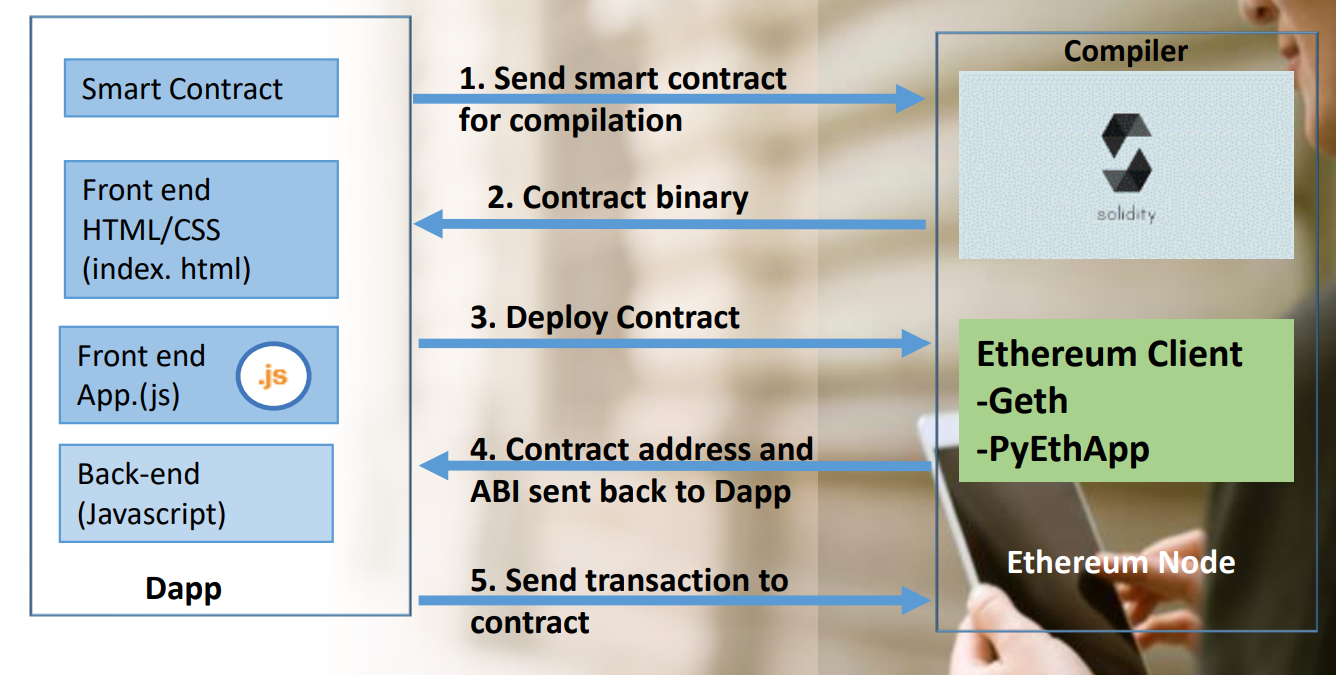 Smart Contract
Front end
HTML/CSS
(index. html)
Front end
App.(js)
.js
Back-end
(Javascript)
Dapp
1. Send smart contract
for compilation
2. Contract binary
3. Deploy Contract
4. Contract address and
ABI sent back to Dapp
5. Send transaction to
contract
Compiler
solidity
Ethereum Client
-Geth
-PyEthApp
Ethereum Node